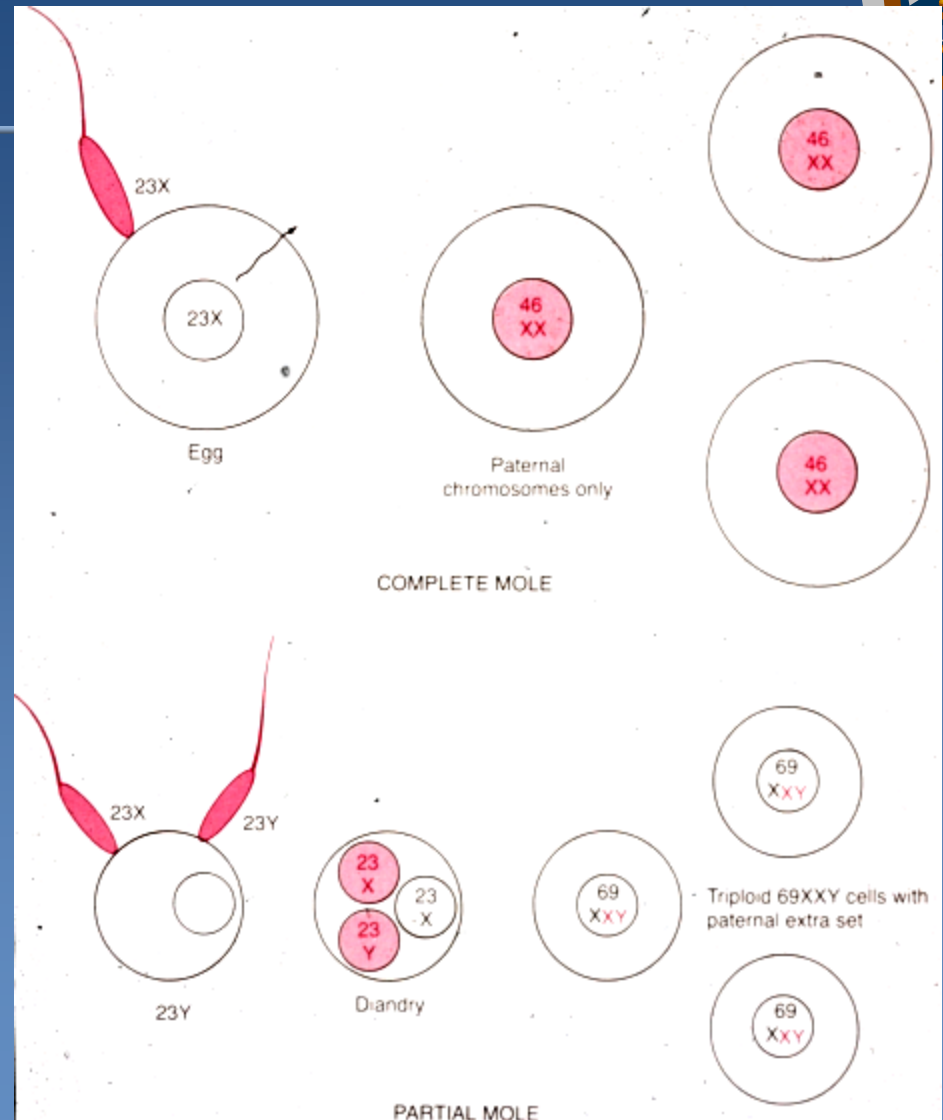 23X
23X
Egg
46
XX
Paternal
chromosomes only
46
XX
46
XX
COMPLETE MOLE
23X
23Y
23Y
23
X
23
Y
23
X
Diandry
69
XXY
69
XXY
Triploid 69XXY cells with
paternal extra set
69
XXY
PARTIAL MOLE